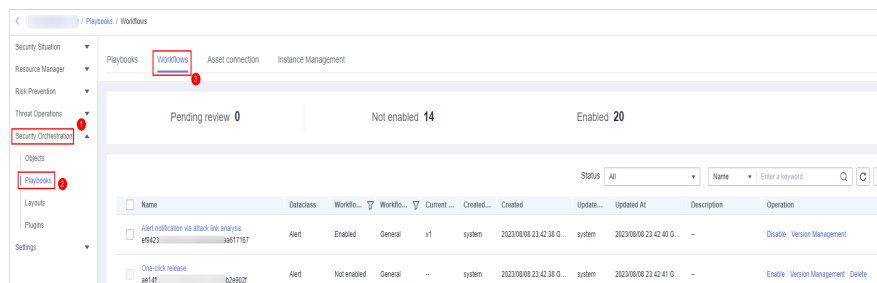 / Playbooks / Workflows
Security Situation
Resource Manager
Risk Prevention
Threat Operations
1
Security Orchestration
Objects
Playbooks 2
Layouts
Plugins
Settings
Playbooks Workflows Asset connection Instance Management
3
Pending review 0 Not enabled 14 Enabled 20
Status All Name Enter a keyword.
Name Dataclass Workflo... Workflo... Current ... Created... Created Update... Updated At Description Operation
Alert notification via attack link analysis Alert Enabled General v1 system 2023/08/08 23:42:38 G... system 2023/08/08 23:42:40 G... -- Disable Version Management
ef9423 aa617167
One-click release Alert Not enabled General -- system 2023/08/08 23:42:38 G... system 2023/08/08 23:42:41 G... -- Enable Version Management Delete
ae14f b2e902f